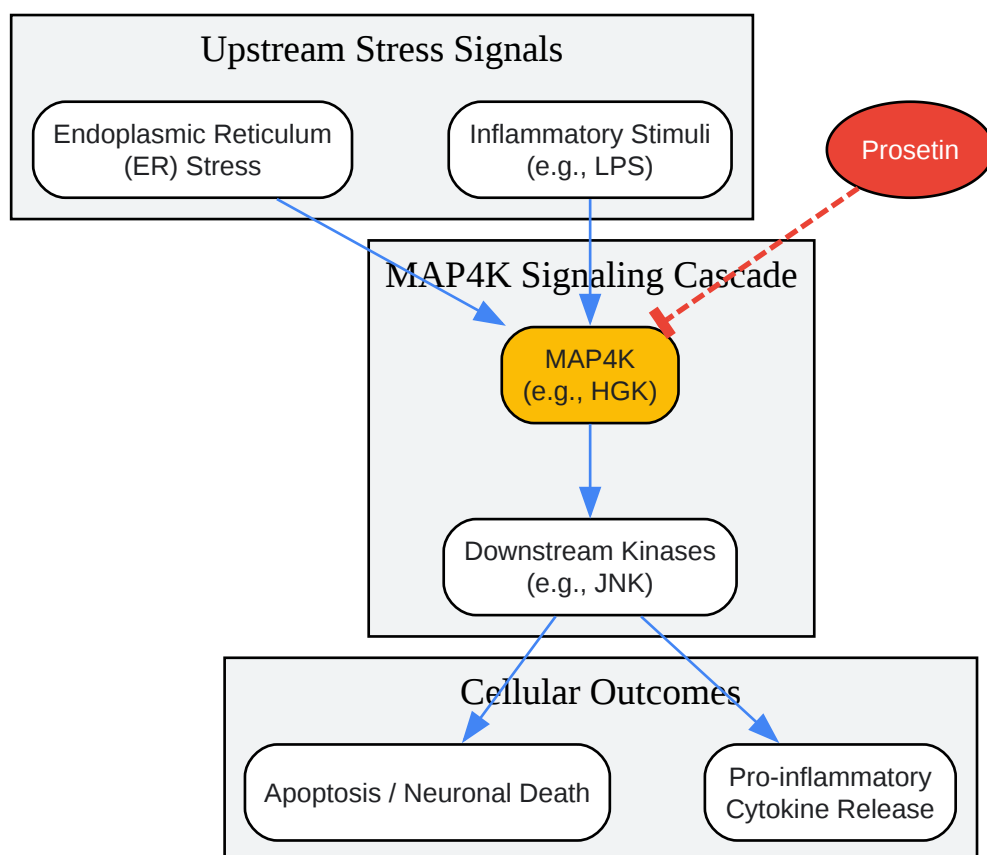 Upstream Stress Signals
Endoplasmic Reticulum
(ER) Stress
Inflammatory Stimuli
(e.g., LPS)
Prosetin
MAP4K Signaling Cascade
MAP4K
(e.g., HGK)
Downstream Kinases
(e.g., JNK)
Cellular Outcomes
Apoptosis / Neuronal Death
Pro-inflammatory
Cytokine Release